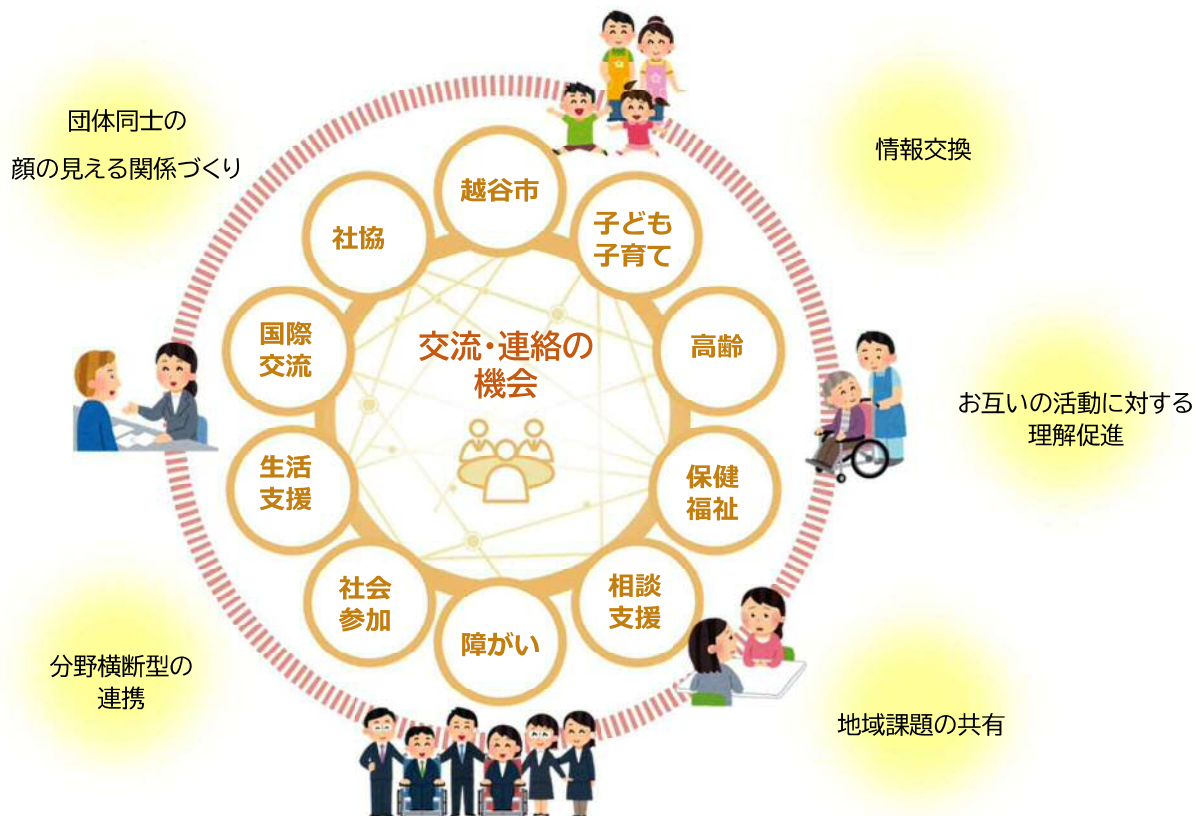 団体同士の
顔の見える関係づくり
情報交換
越谷市
社協
子ども
子育て
国際
交流
交流・連絡の
機会
高齢
お互いの活動に対する
理解促進
生活
支援
保健
福祉
社会
参加
障がい
相談
支援
分野横断型の
連携
地域課題の共有